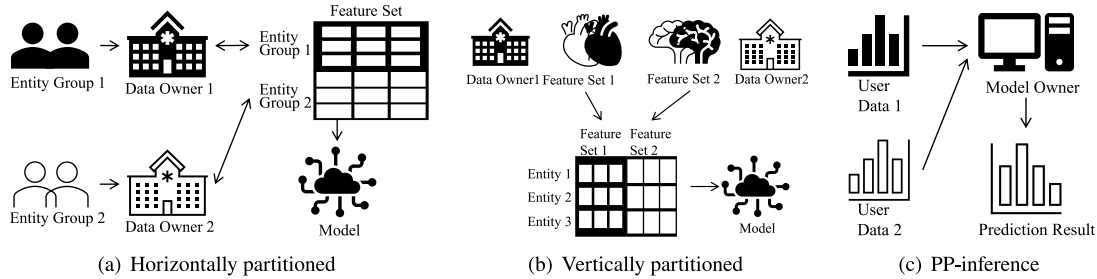 Feature Set
Entity
Group 1
Entity
Group 2
Entity Group 1
Data Owner 1
Entity Group 2
Data Owner 2
Model
(a) Horizontally partitioned
Data Owner1
Feature Set 1
Feature Set 2
Data Owner2
Feature
Set 1
Feature
Set 2
Entity 1
Entity 2
Entity 3
Model
(b) Vertically partitioned
User
Data 1
Model Owner
User
Data 2
Prediction Result
(c) PP-inference